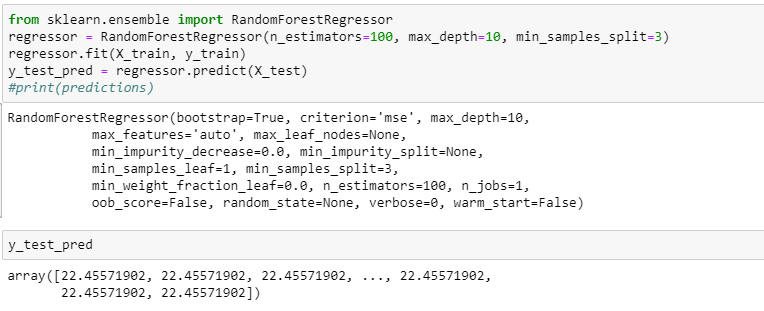 from sklearn.ensemble import RandomForestRegressor
regressor = RandomForestRegressor(n_estimators=100, max_depth=10, min_samples_split=3)
regressor.fit(X_train, y_train)
y_test_pred = regressor.predict(X_test)
#print(predictions)
RandomForestRegressor(bootstrap=True, criterion='mse', max_depth=10,
           max_features='auto', max_leaf_nodes=None,
           min_impurity_decrease=0.0, min_impurity_split=None,
           min_samples_leaf=1, min_samples_split=3,
           min_weight_fraction_leaf=0.0, n_estimators=100, n_jobs=1,
           oob_score=False, random_state=None, verbose=0, warm_start=False)
y_test_pred
array([22.45571902, 22.45571902, 22.45571902, ..., 22.45571902,
       22.45571902, 22.45571902])